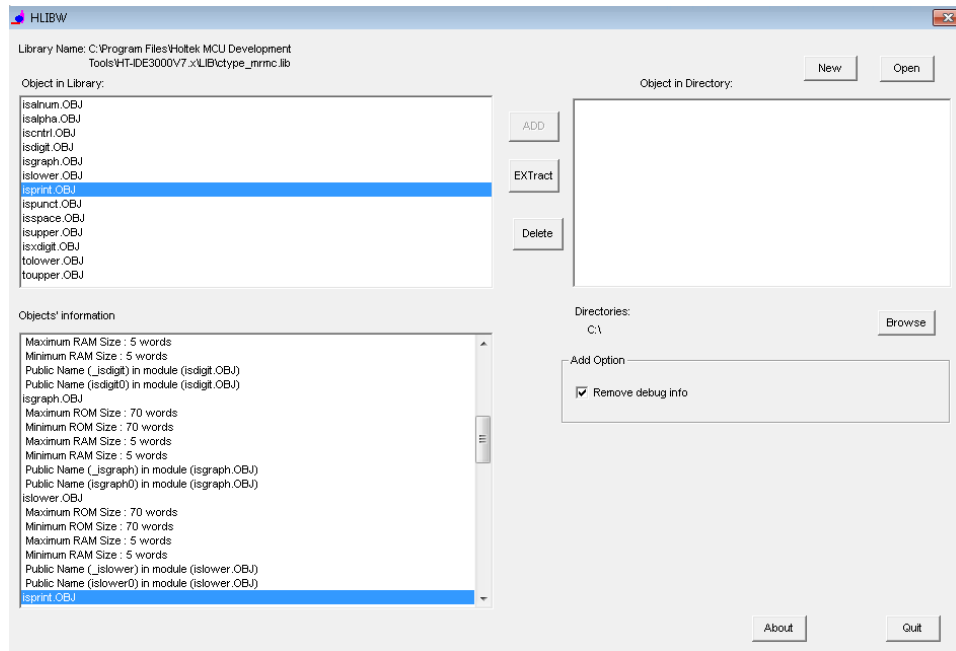 HLIBW
Library Name: C:\Program Files\Holtek MCU Development
Tools\HT-IDE3000V7.x\LIB\ctype_mrmc.lib
New
Open
Object in Library:
Object in Directory:
isalnum.OBJ
isalpha.OBJ
iscntrl.OBJ
isdigit.OBJ
isgraph.OBJ
islower.OBJ
isprint.OBJ
ispunct.OBJ
isspace.OBJ
isupper.OBJ
isxdigit.OBJ
tolower.OBJ
toupper.OBJ
ADD
EXTract
Delete
Objects' information
Maximum RAM Size : 5 words
Minimum RAM Size : 5 words
Public Name (_isdigit) in module (isdigit.OBJ)
Public Name (isdigit0) in module (isdigit.OBJ)
isgraph.OBJ
Maximum ROM Size : 70 words
Minimum ROM Size : 70 words
Maximum RAM Size : 5 words
Minimum RAM Size : 5 words
Public Name (_isgraph) in module (isgraph.OBJ)
Public Name (isgraph0) in module (isgraph.OBJ)
islower.OBJ
Maximum ROM Size : 70 words
Minimum ROM Size : 70 words
Maximum RAM Size : 5 words
Minimum RAM Size : 5 words
Public Name (_islower) in module (islower.OBJ)
Public Name (islower0) in module (islower.OBJ)
isprint.OBJ
Directories:
C:\
Browse
Add Option
Remove debug info
About
Quit